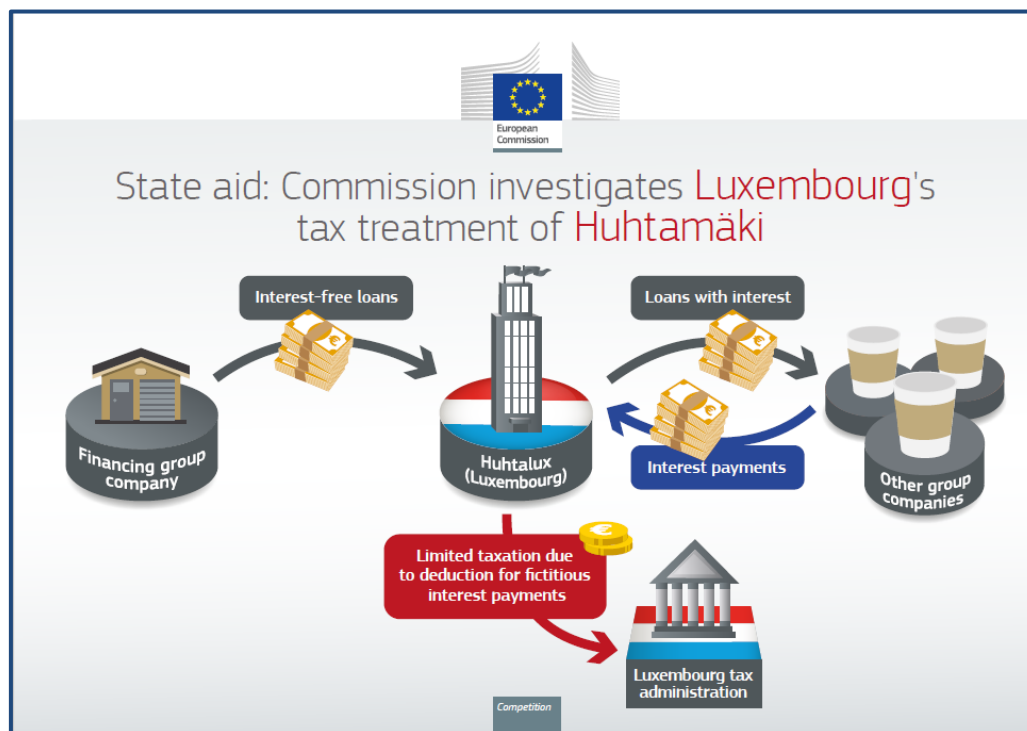 European
Commission
State aid: Commission investigates Luxembourg's
tax treatment of Huhtamäki
Interest-free loans
Loans with interest
Financing group
company
Huhtalux
(Luxembourg)
Interest payments
Other group
companies
Limited taxation due
to deduction for fictitious
interest payments
Luxembourg tax
administration
Competition